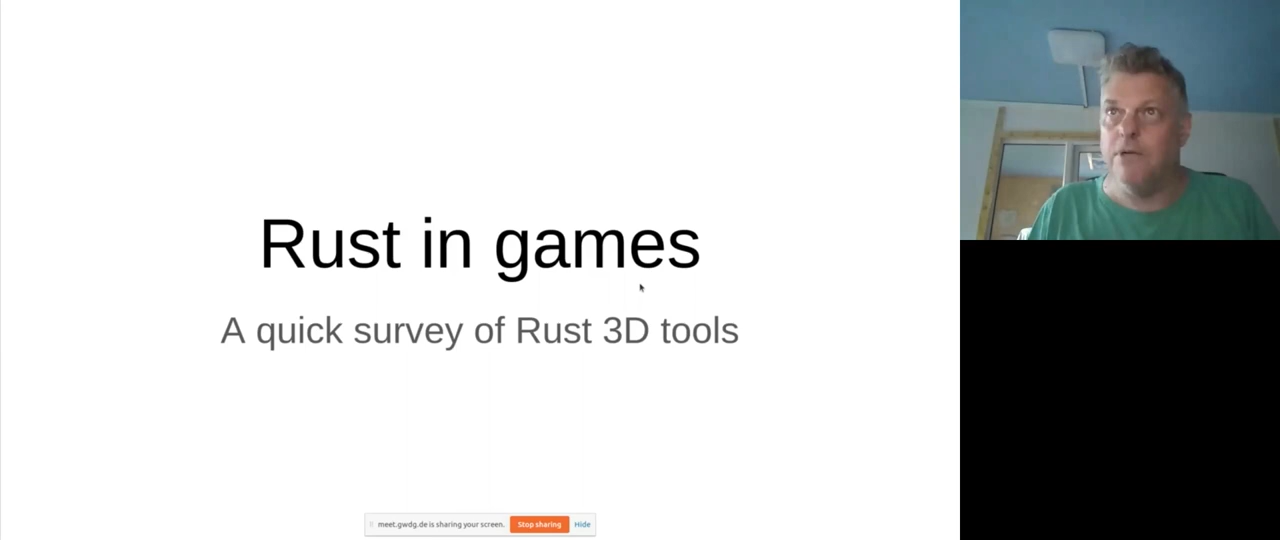 Rust in games
A quick survey of Rust 3D tools
meet.gwdg.de is sharing your screen. Stop sharing Hide